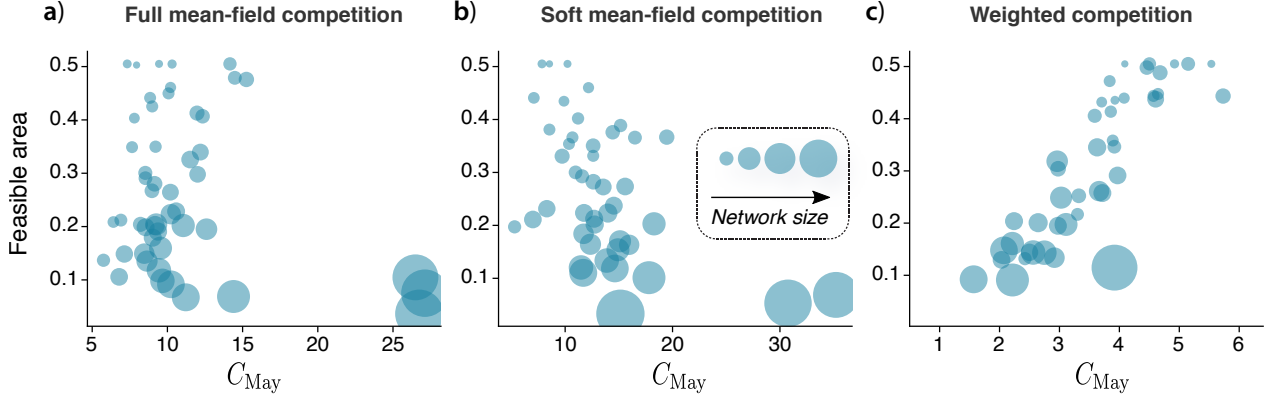 a) Full mean-field competition
b) Soft mean-field competition
c) Weighted competition
Feasible area
0.5
0.4
0.3
0.2
0.1
5 10 15 20 25
C_May
0.5
0.4
0.3
0.2
0.1
10 20 30
C_May
Network size
0.5
0.4
0.3
0.2
0.1
1 2 3 4 5 6
C_May